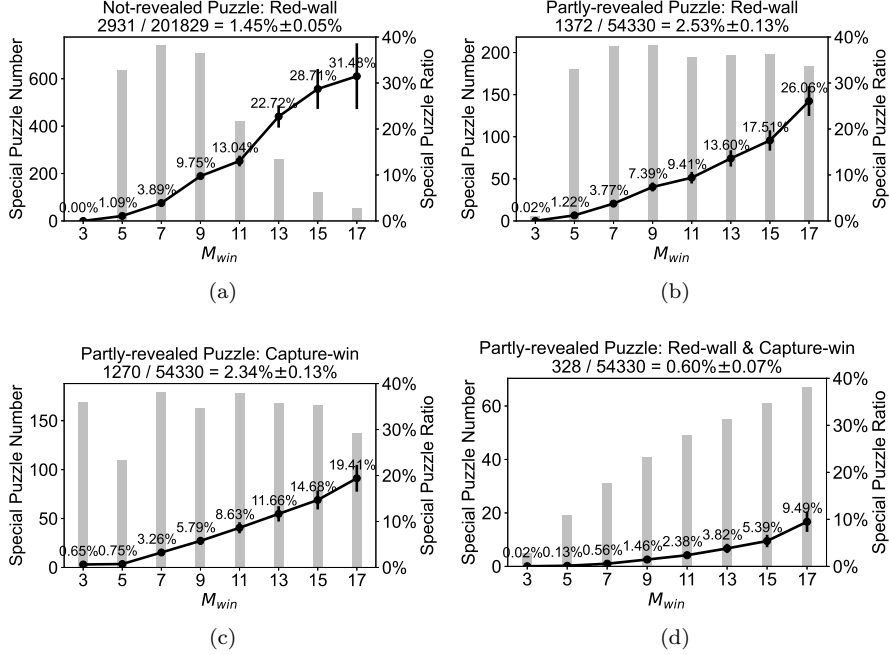 Not-revealed Puzzle: Red-wall
2931 / 201829 = 1.45%±0.05%
Special Puzzle Number
600
400
200
0
0.00%
1.09%
3.89%
9.75%
13.04%
22.72%
28.71%
31.48%
40%
30%
20%
10%
0%
Special Puzzle Ratio
3 5 7 9 11 13 15 17
M_win
(a)
Partly-revealed Puzzle: Red-wall
1372 / 54330 = 2.53%±0.13%
Special Puzzle Number
200
150
100
50
0
0.02%
1.22%
3.77%
7.39%
9.41%
13.60%
17.51%
26.06%
40%
30%
20%
10%
0%
Special Puzzle Ratio
3 5 7 9 11 13 15 17
M_win
(b)
Partly-revealed Puzzle: Capture-win
1270 / 54330 = 2.34%±0.13%
Special Puzzle Number
150
100
50
0
0.65%
0.75%
3.26%
5.79%
8.63%
11.66%
14.68%
19.41%
40%
30%
20%
10%
0%
Special Puzzle Ratio
3 5 7 9 11 13 15 17
M_win
(c)
Partly-revealed Puzzle: Red-wall & Capture-win
328 / 54330 = 0.60%±0.07%
Special Puzzle Number
60
40
20
0
0.02%
0.13%
0.56%
1.46%
2.38%
3.82%
5.39%
9.49%
40%
30%
20%
10%
0%
Special Puzzle Ratio
3 5 7 9 11 13 15 17
M_win
(d)